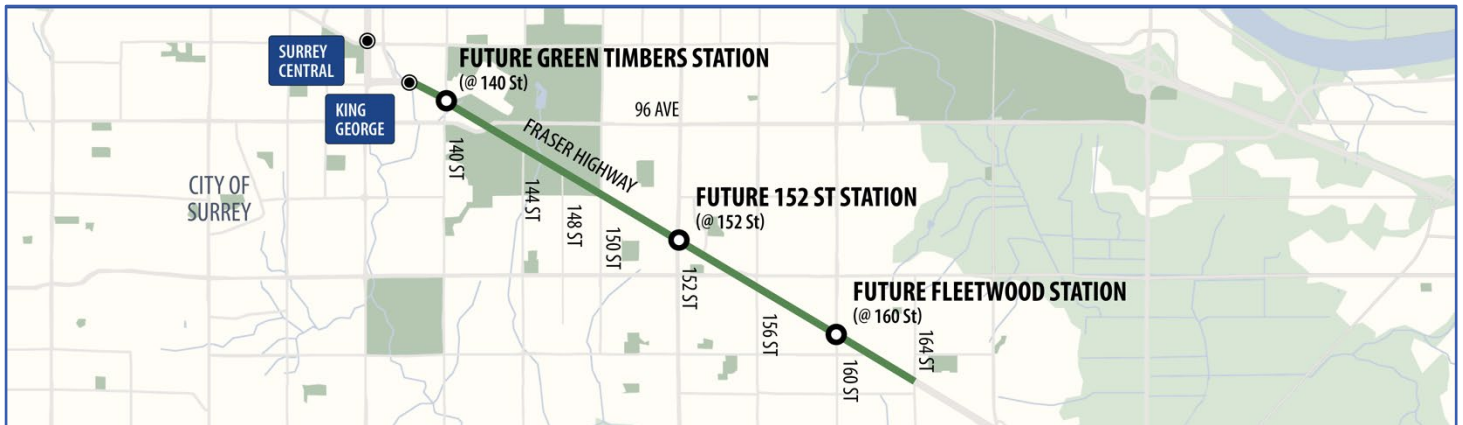 SURREY
CENTRAL
KING
GEORGE
FUTURE GREEN TIMBERS STATION
(@ 140 St)
96 AVE
FRASER HIGHWAY
CITY OF
SURREY
140 ST
144 ST
148 ST
150 ST
FUTURE 152 ST STATION
(@ 152 St)
152 ST
156 ST
FUTURE FLEETWOOD STATION
(@ 160 St)
160 ST
164 ST